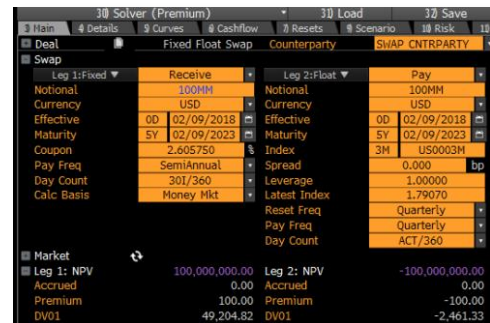 30 Solver (Premium) 31) Load 32) Save
3) Main 4) Details 5) Curves 6) Cashflow 7) Resets 9) Scenario 10) Risk
Deal Fixed Float Swap Counterparty SWAP CNTRPARTY
Swap
Leg 1:Fixed Receive Leg 2:Float Pay
Notional 100MM Notional 100MM
Currency USD Currency USD
Effective 0D 02/09/2018 Effective 0D 02/09/2018
Maturity 5Y 02/09/2023 Maturity 5Y 02/09/2023
Coupon 2.605750 % Index 3M US0003M
Pay Freq SemiAnnual Spread 0.000 bp
Day Count 30I/360 Leverage 1.00000
Calc Basis Money Mkt Latest Index 1.79070
Reset Freq Quarterly
Pay Freq Quarterly
Day Count ACT/360
Market
Leg 1: NPV 100,000,000.00 Leg 2: NPV -100,000,000.00
Accrued 0.00 Accrued 0.00
Premium 100.00 Premium -100.00
DV01 49,204.82 DV01 -2,461.33